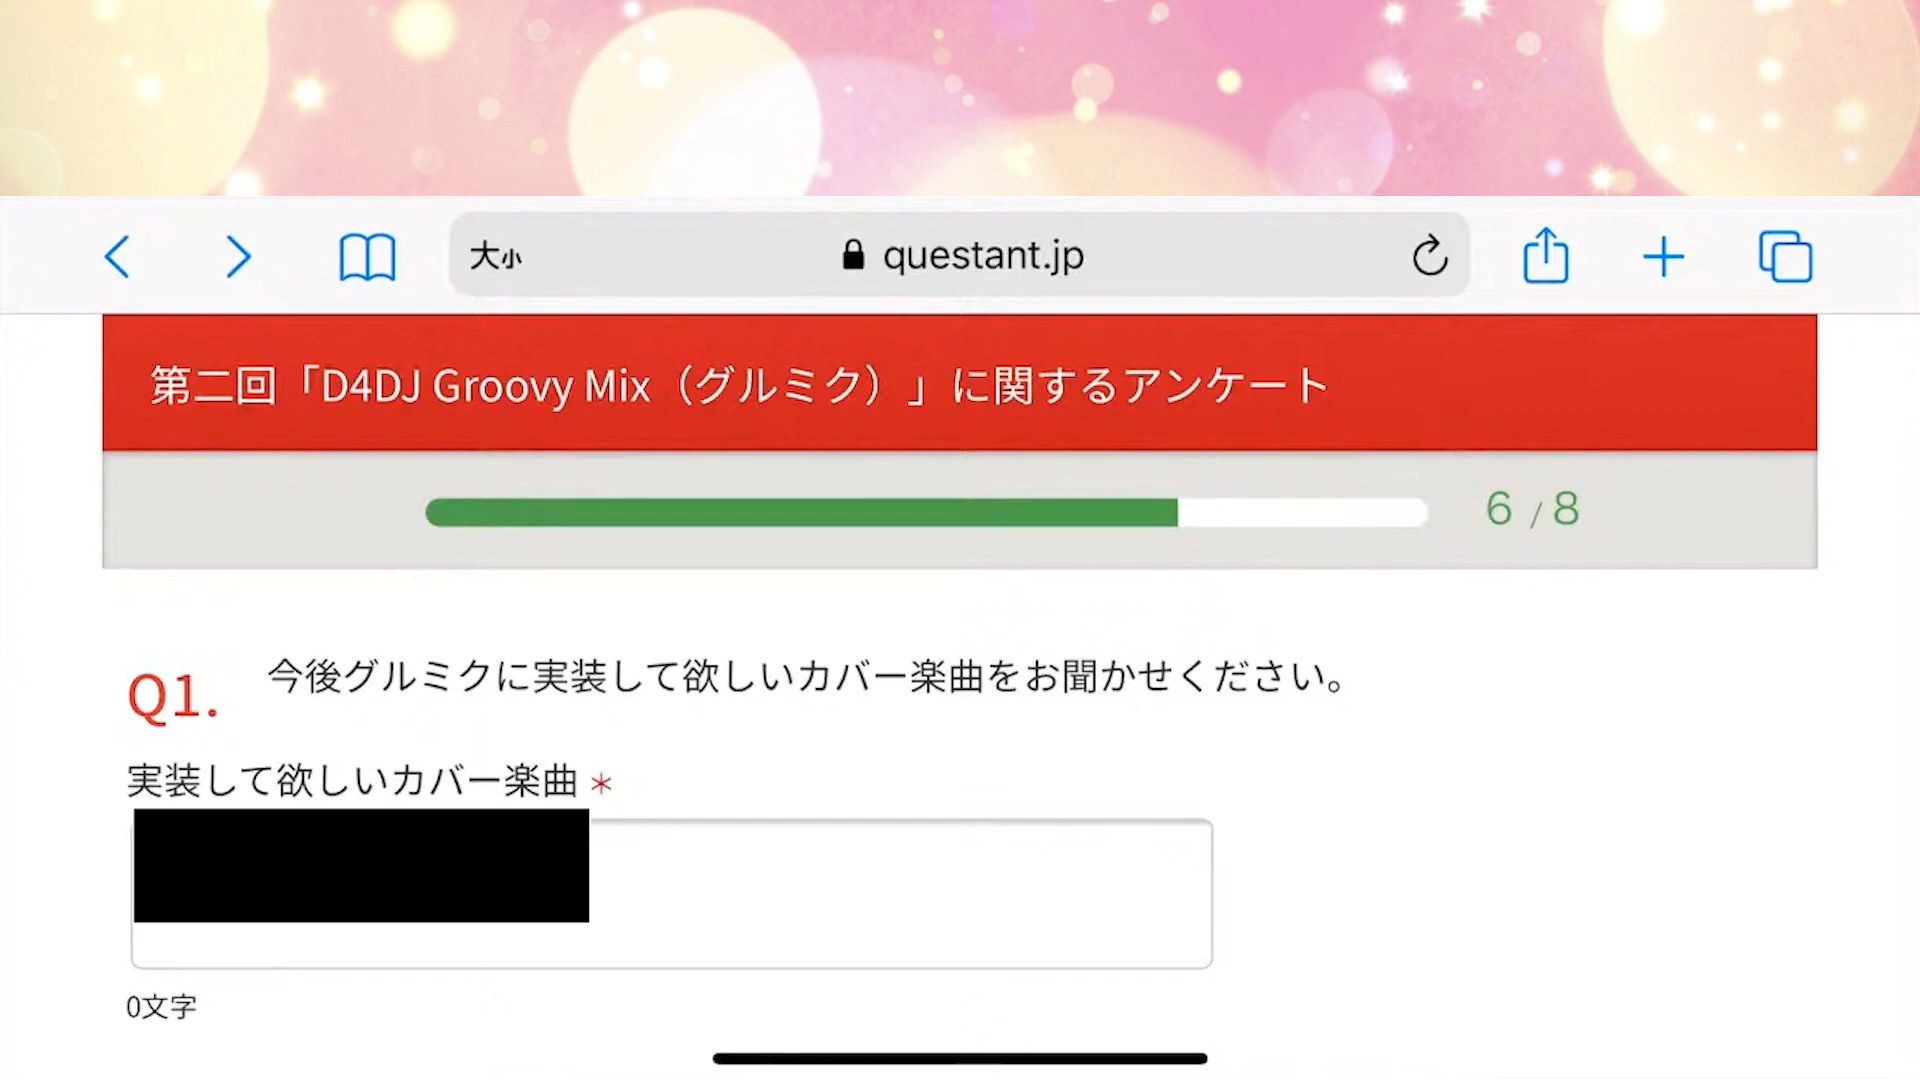 大小 questant.jp
第二回「D4DJ Groovy Mix（グルミク）」に関するアンケート
6 / 8
Q1. 今後グルミクに実装して欲しいカバー楽曲をお聞かせください。
実装して欲しいカバー楽曲 *
0文字